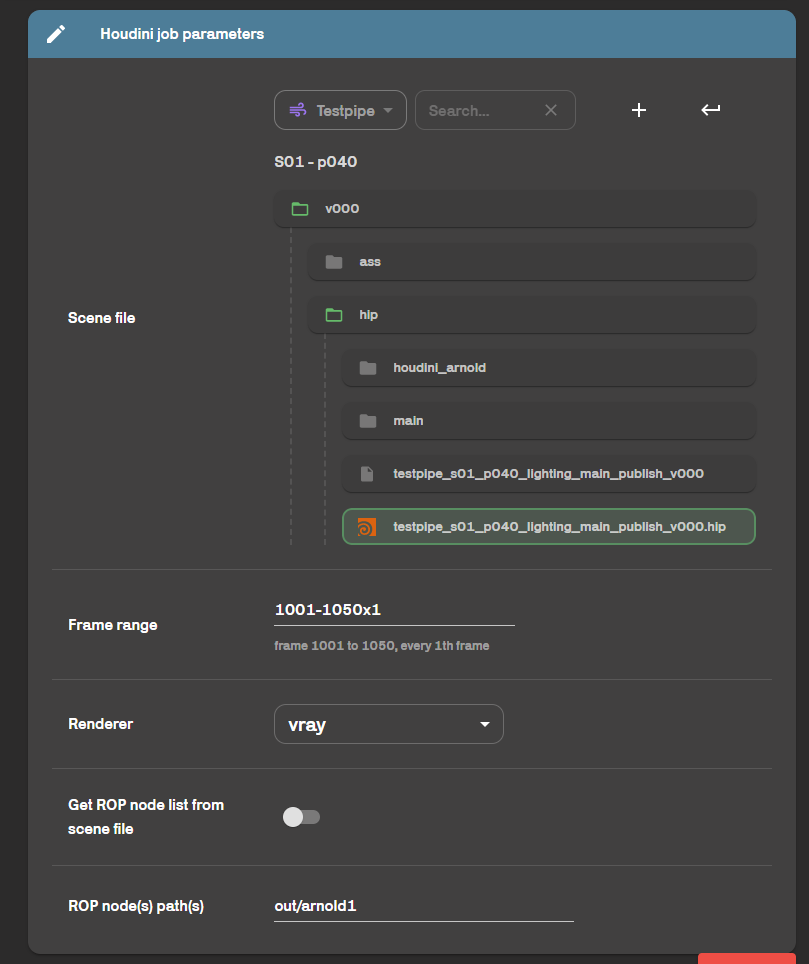 Houdini job parameters
Testpipe
Search...
S01 - p040
v000
ass
Scene file
hip
houdini_arnold
main
testpipe_s01_p040_lighting_main_publish_v000
testpipe_s01_p040_lighting_main_publish_v000.hip
Frame range
1001-1050x1
frame 1001 to 1050, every 1th frame
Renderer
vray
Get ROP node list from
scene file
ROP node(s) path(s)
out/arnold1